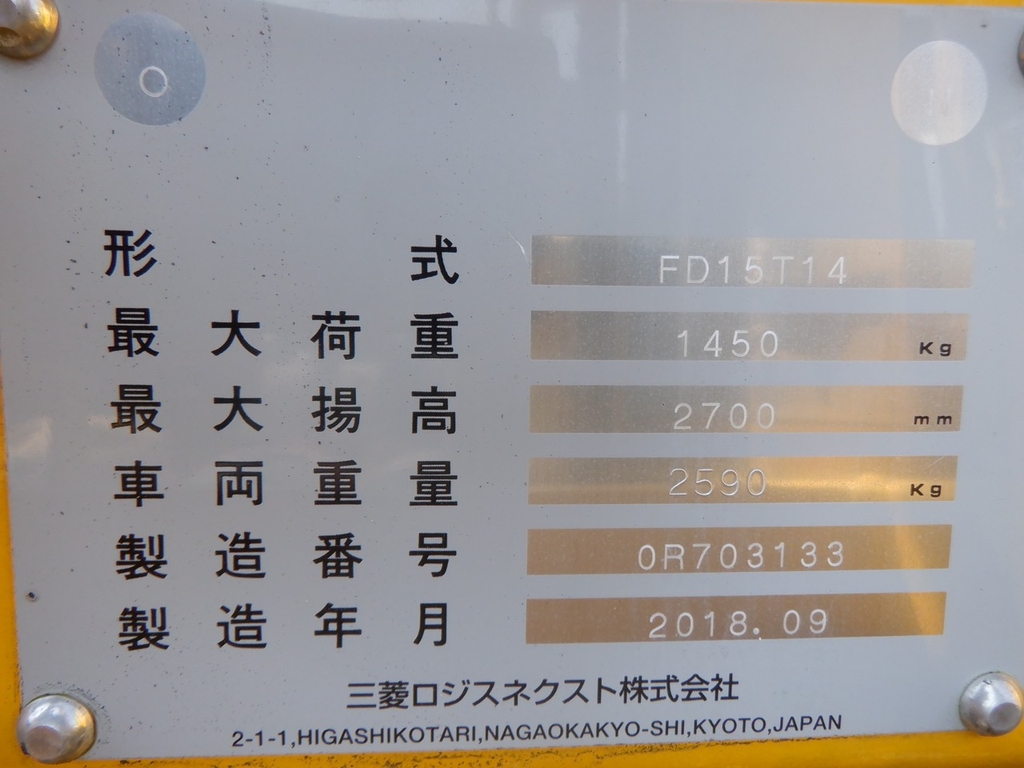 形式 FD15T14
最大荷重 1450 Kg
最大揚高 2700 mm
車両重量 2590 Kg
製造番号 0R703133
製造年月 2018.09
三菱ロジスネクスト株式会社
2-1-1,HIGASHIKOTARI,NAGAOKAKYO-SHI,KYOTO,JAPAN